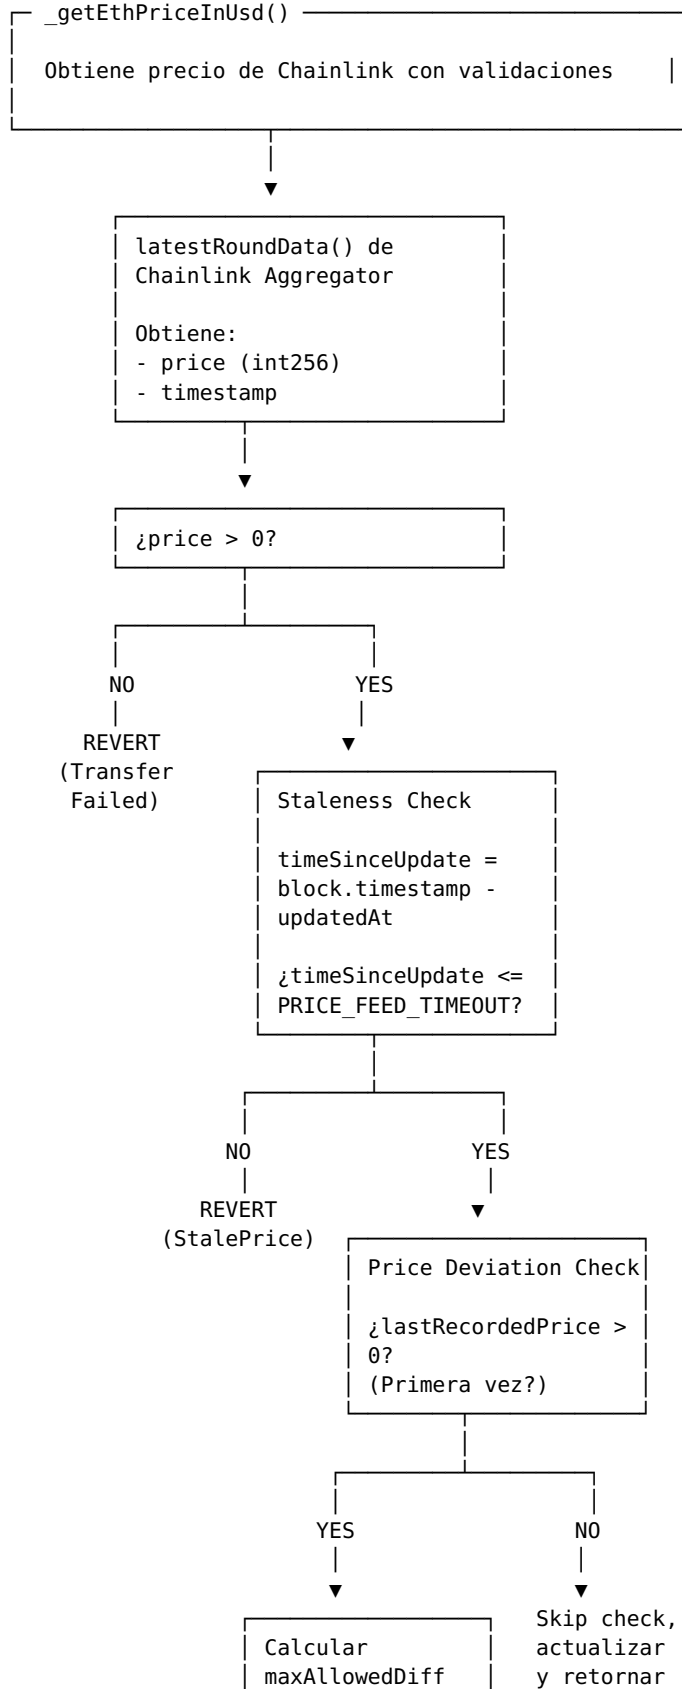 _getEthPriceInUsd()
Obtiene precio de Chainlink con validaciones
latestRoundData() de
Chainlink Aggregator
Obtiene:
- price (int256)
- timestamp
¿price > 0?
NO YES
REVERT
(Transfer
Failed)
Staleness Check
timeSinceUpdate =
block.timestamp -
updatedAt
¿timeSinceUpdate <=
PRICE_FEED_TIMEOUT?
NO YES
REVERT
(StalePrice)
Price Deviation Check
¿lastRecordedPrice >
0?
(Primera vez?)
YES NO
Calcular
maxAllowedDiff
Skip check,
actualizar
y retornar